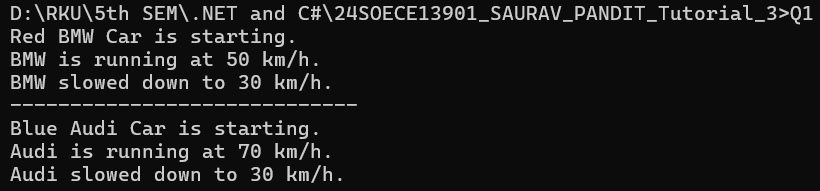 D:\RKU\5th SEM\.NET and C#\24SOECE13901_SAURAV_PANDIT_Tutorial_3>Q1
Red BMW Car is starting.
BMW is running at 50 km/h.
BMW slowed down to 30 km/h.
-----------------------------
Blue Audi Car is starting.
Audi is running at 70 km/h.
Audi slowed down to 30 km/h.